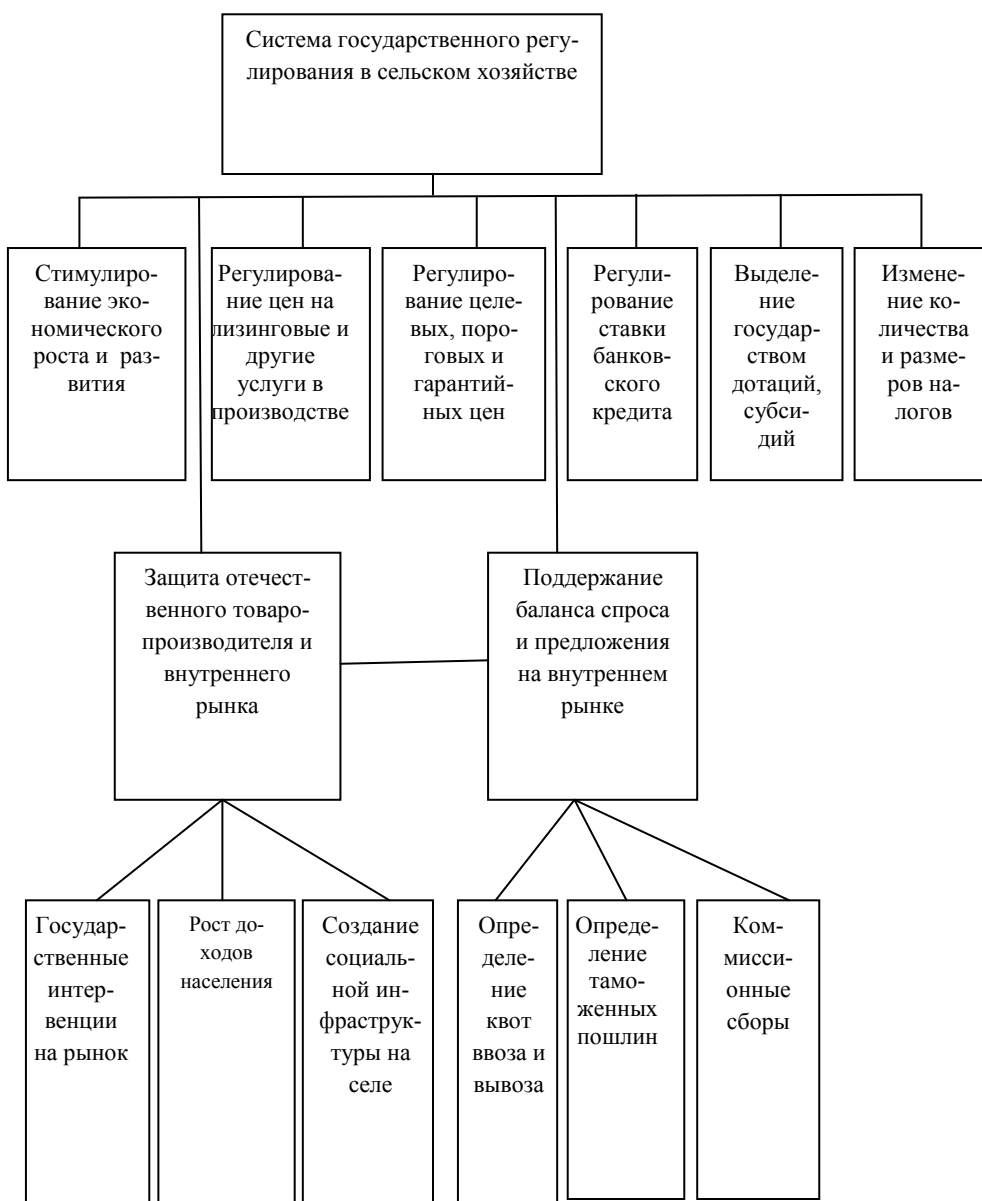 Система государственного регу-
лирования в сельском хозяйстве
Стимулиро-
вание эко-
номического
роста и раз-
вития
Регулирова-
ние цен на
лизинговые и
другие
услуги в
производстве
Регулиро-
вание целе-
вых, поро-
говых и
гарантий-
ных цен
Регули-
рование
ставки
банков-
ского
кредита
Выделе-
ние
государ-
ством
дотаций,
субси-
дий
Измене-
ние ко-
личества
и разме-
ров на-
логов
Защита отечест-
венного товаро-
производителя и
внутреннего
рынка
Поддержание
баланса спроса
и предложения
на внутреннем
рынке
Государ-
ственные
интер-
венции
на рынок
Рост до-
ходов
населения
Создание
социаль-
ной ин-
фраструк-
туры на
селе
Опре-
деле-
ние
квот
ввоза и
вывоза
Опреде-
ление
тамо-
женных
пошлин
Ком-
мисси-
онные
сборы